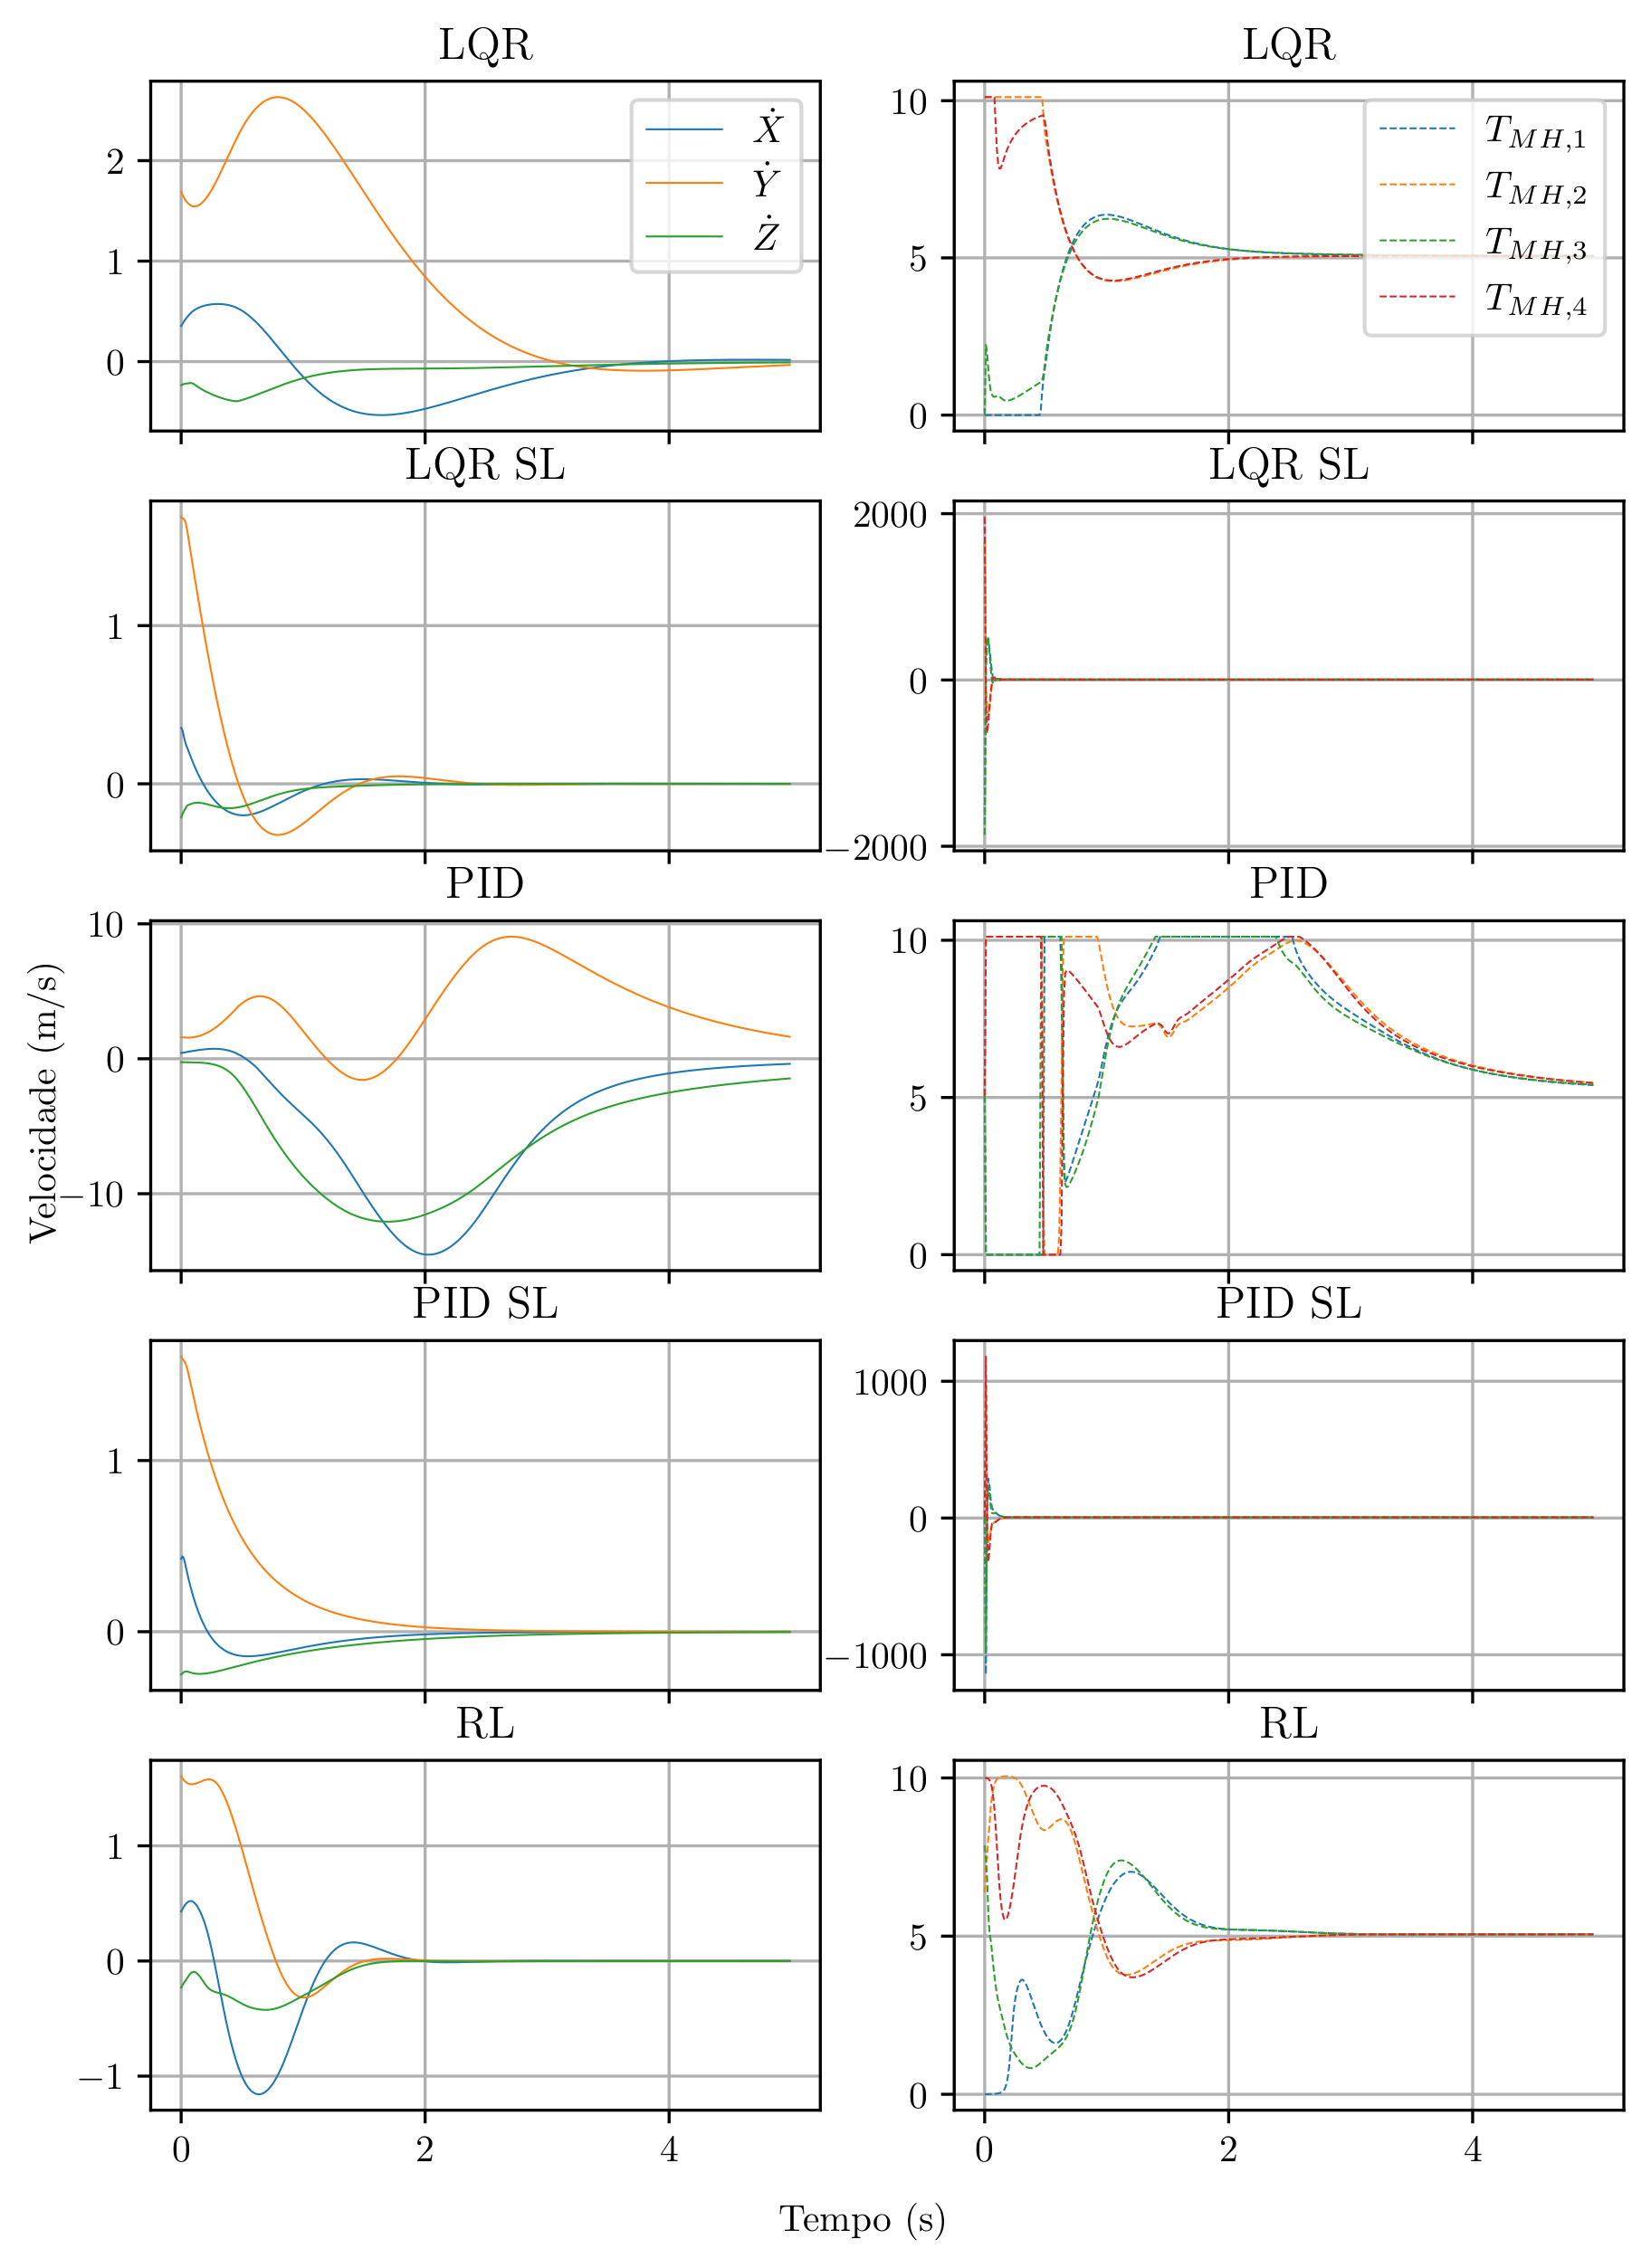 LQR
LQR
2
1
0
Ẋ
Ẏ
Ż
10
5
0
T_{MH,1}
T_{MH,2}
T_{MH,3}
T_{MH,4}
LQR SL
LQR SL
1
0
2000
0
−2000
PID
PID
10
0
−10
10
5
0
Velocidade (m/s)
PID SL
PID SL
1
0
1000
0
−1000
RL
RL
1
0
−1
10
5
0
0 2 4
0 2 4
Tempo (s)